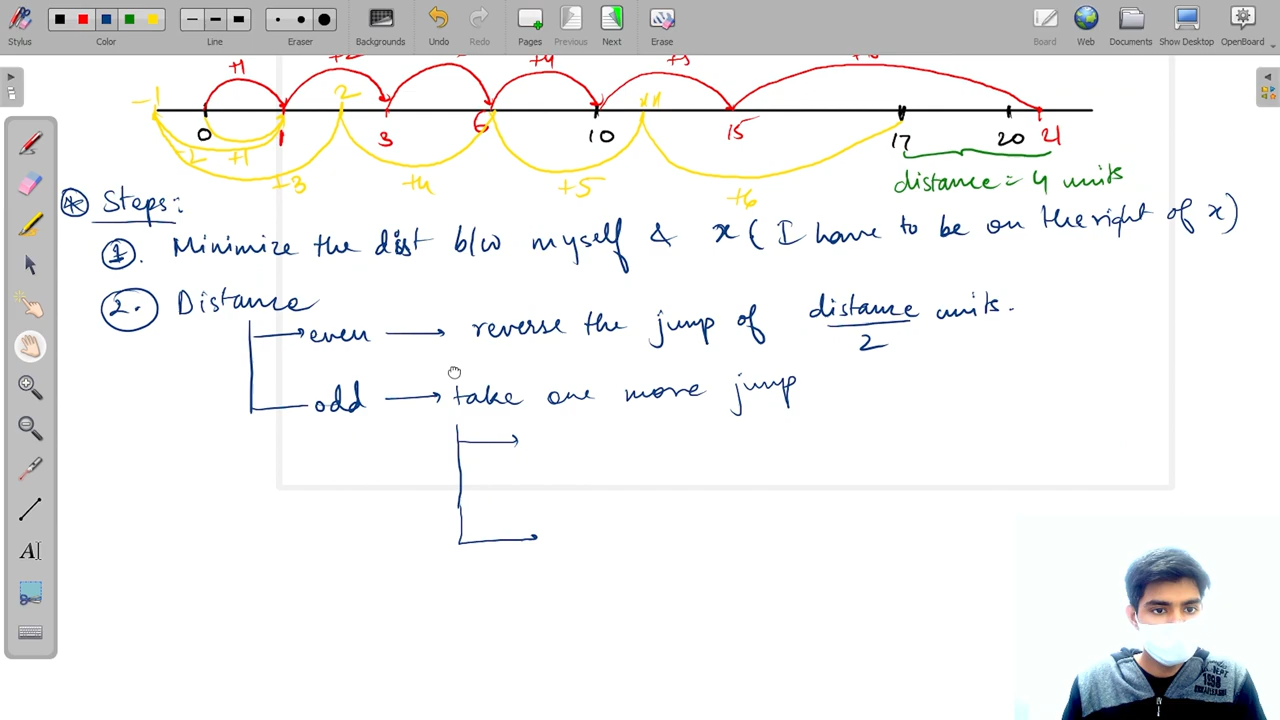 Stylus Color Line Eraser Backgrounds Undo Redo Pages Previous Next Erase Board Web Documents Show Desktop OpenBoard
+1 +4
-1 2 11
0 1 3 6 10 15 17 20 21
-2 +1 +3 +4 +5 +6
distance = 4 units
Steps:
1. Minimize the dist b/w myself & x ( I have to be on the right of x)
2. Distance
even → reverse the jump of distance/2 units.
odd → take one more jump